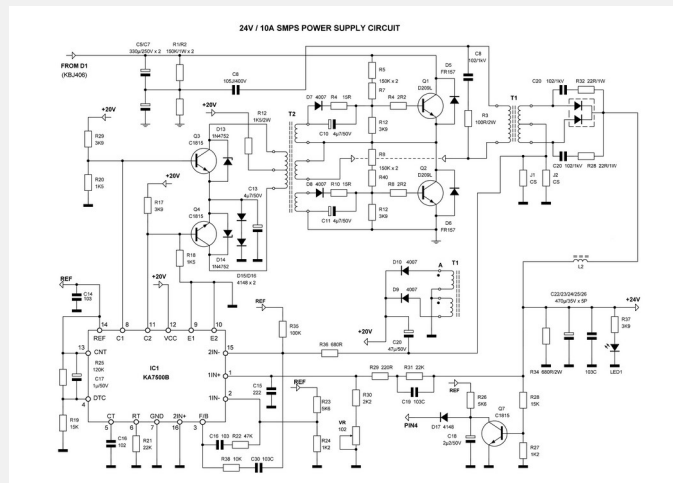 24V / 10A SMPS POWER SUPPLY CIRCUIT
FROM D1
(KBJ406)
C5/C7
330µ/250V x 2
R1/R2
150K/1W x 2
C6
105J/400V
R5
150K x 2
R7
Q1
D209L
D5
FR157
C8
102/1kV
C20
102/1kV
R32 22R/1W
T1
D7 4007
R4 15R
R4 2R2
C10
4µ7/50V
R12
3K9
R3
100R/2W
+20V
R29
3K9
R20
1K5
+20V
R12
1K5/2W
T2
D13
1N4752
Q3
C1815
+20V
R17
3K9
Q4
C1815
C13
4µ7/50V
R9
150K x 2
R40
Q2
D209L
D8 4007
R10 15R
R8 2R2
C11 4µ7/50V
R12
3K9
D6
FR157
C20
102/1kV
R28 22R/1W
J1
CS
J2
CS
R18
1K5
D14
1N4752
D15/D16
4148 x 2
+20V
REF
C14
103
REF
R35
100K
D10 4007
D9 4007
A
T1
+20V
C20
47µ/50V
L2
C22/23/24/25/26
470µ/35V x 5P
+24V
R37
3K9
LED1
R34 680R/2W
103C
14
8
11
12
9
10
REF
C1
C2
VCC
E1
E2
13
CNT
R25
120K
C17
1µ/50V
IC1
KA7500B
2IN-
15
R36 680R
1IN+
1
1IN-
2
4
DTC
R19
15K
CT
RT
GND
2IN+
F/B
5
6
7
16
3
C16
102
R21
22K
C15
222
REF
R23
5K6
R24
1K2
R30
2K2
VR
102
R29 220R
R31 22K
C19 103C
REF
R26
5K6
PIN4
D17 4148
C18
2µ2/50V
Q7
C1815
R28
15K
R27
1K2
C16 103
R22 47K
R38 10K
C30 103C